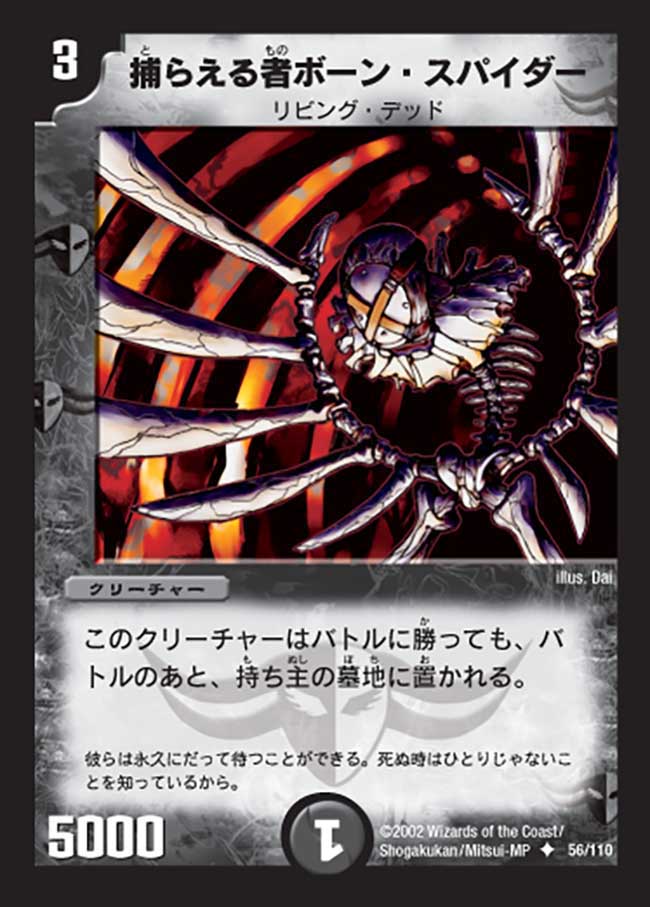 3
捕らえる者ボーン・スパイダー
リビング・デッド
illus. Dai
クリーチャー
このクリーチャーはバトルに勝っても、バ
トルのあと、持ち主の墓地に置かれる。
彼らは永久にだって待つことができる。死ぬ時はひとりじゃないこ
とを知っているから。
5000
1
©2002 Wizards of the Coast/
Shogakukan/Mitsui-MP ✦ 56/110